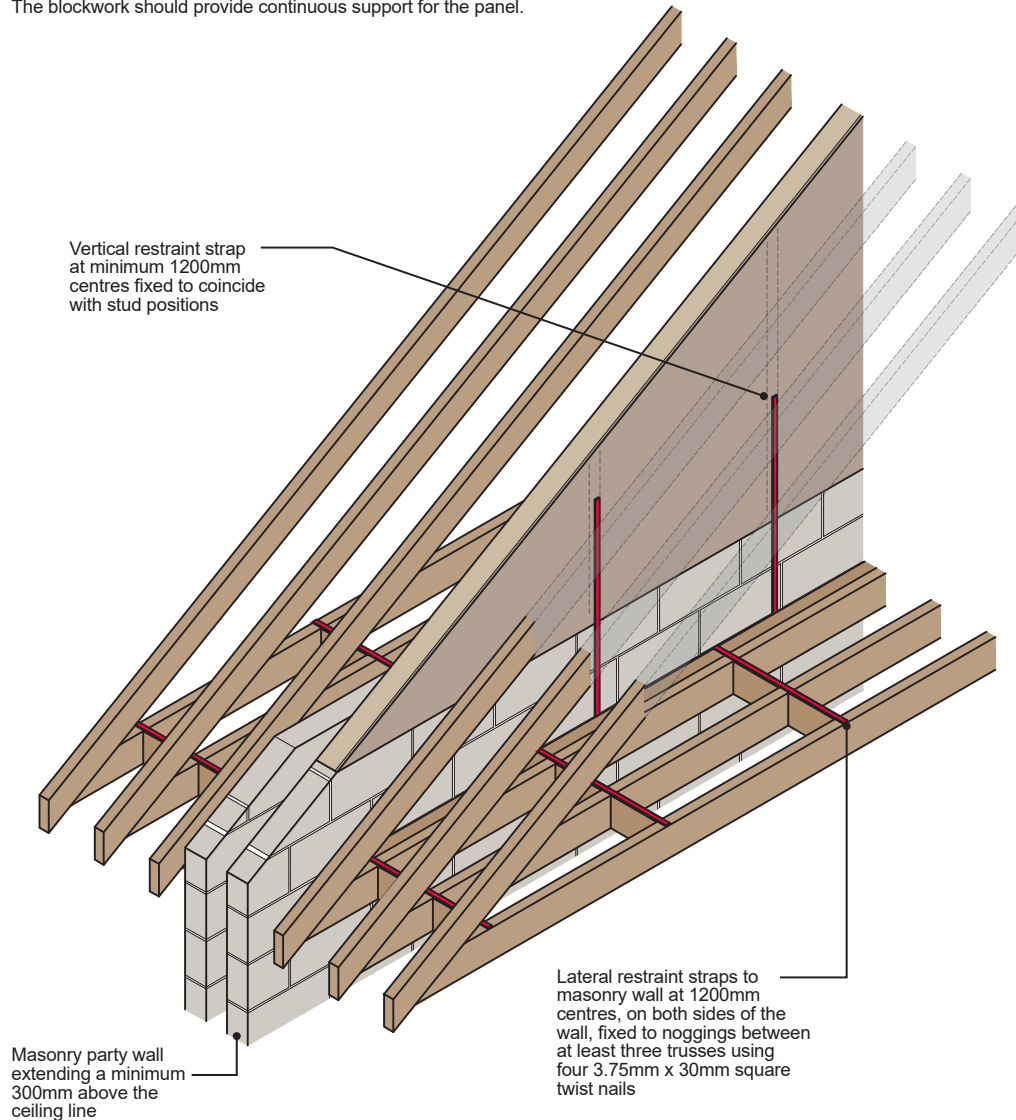 The blockwork should provide continuous support for the panel.
Vertical restraint strap
at minimum 1200mm
centres fixed to coincide
with stud positions
Lateral restraint straps to
masonry wall at 1200mm
centres, on both sides of the
wall, fixed to noggings between
at least three trusses using
four 3.75mm x 30mm square
twist nails
Masonry party wall
extending a minimum
300mm above the
ceiling line